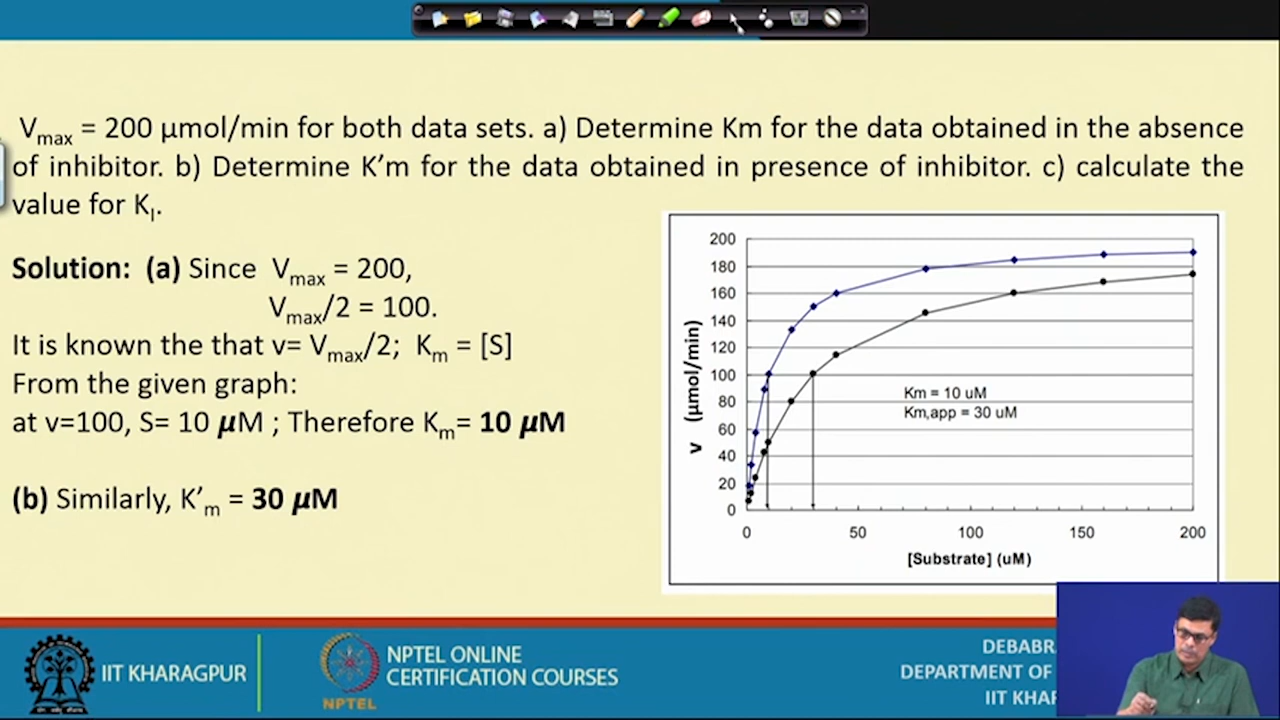 Vmax = 200 µmol/min for both data sets. a) Determine Km for the data obtained in the absence
of inhibitor. b) Determine K’m for the data obtained in presence of inhibitor. c) calculate the
value for KI.
Solution: (a) Since Vmax = 200,
Vmax/2 = 100.
It is known the that v= Vmax/2; Km = [S]
From the given graph:
at v=100, S= 10 µM ; Therefore Km= 10 µM
(b) Similarly, K’m = 30 µM
200
180
160
140
120
100
80
60
40
20
0
v (µmol/min)
Km = 10 uM
Km,app = 30 uM
0 50 100 150 200
[Substrate] (uM)
IIT KHARAGPUR
NPTEL
NPTEL ONLINE
CERTIFICATION COURSES
DEBABR
DEPARTMENT OF
IIT KHAR